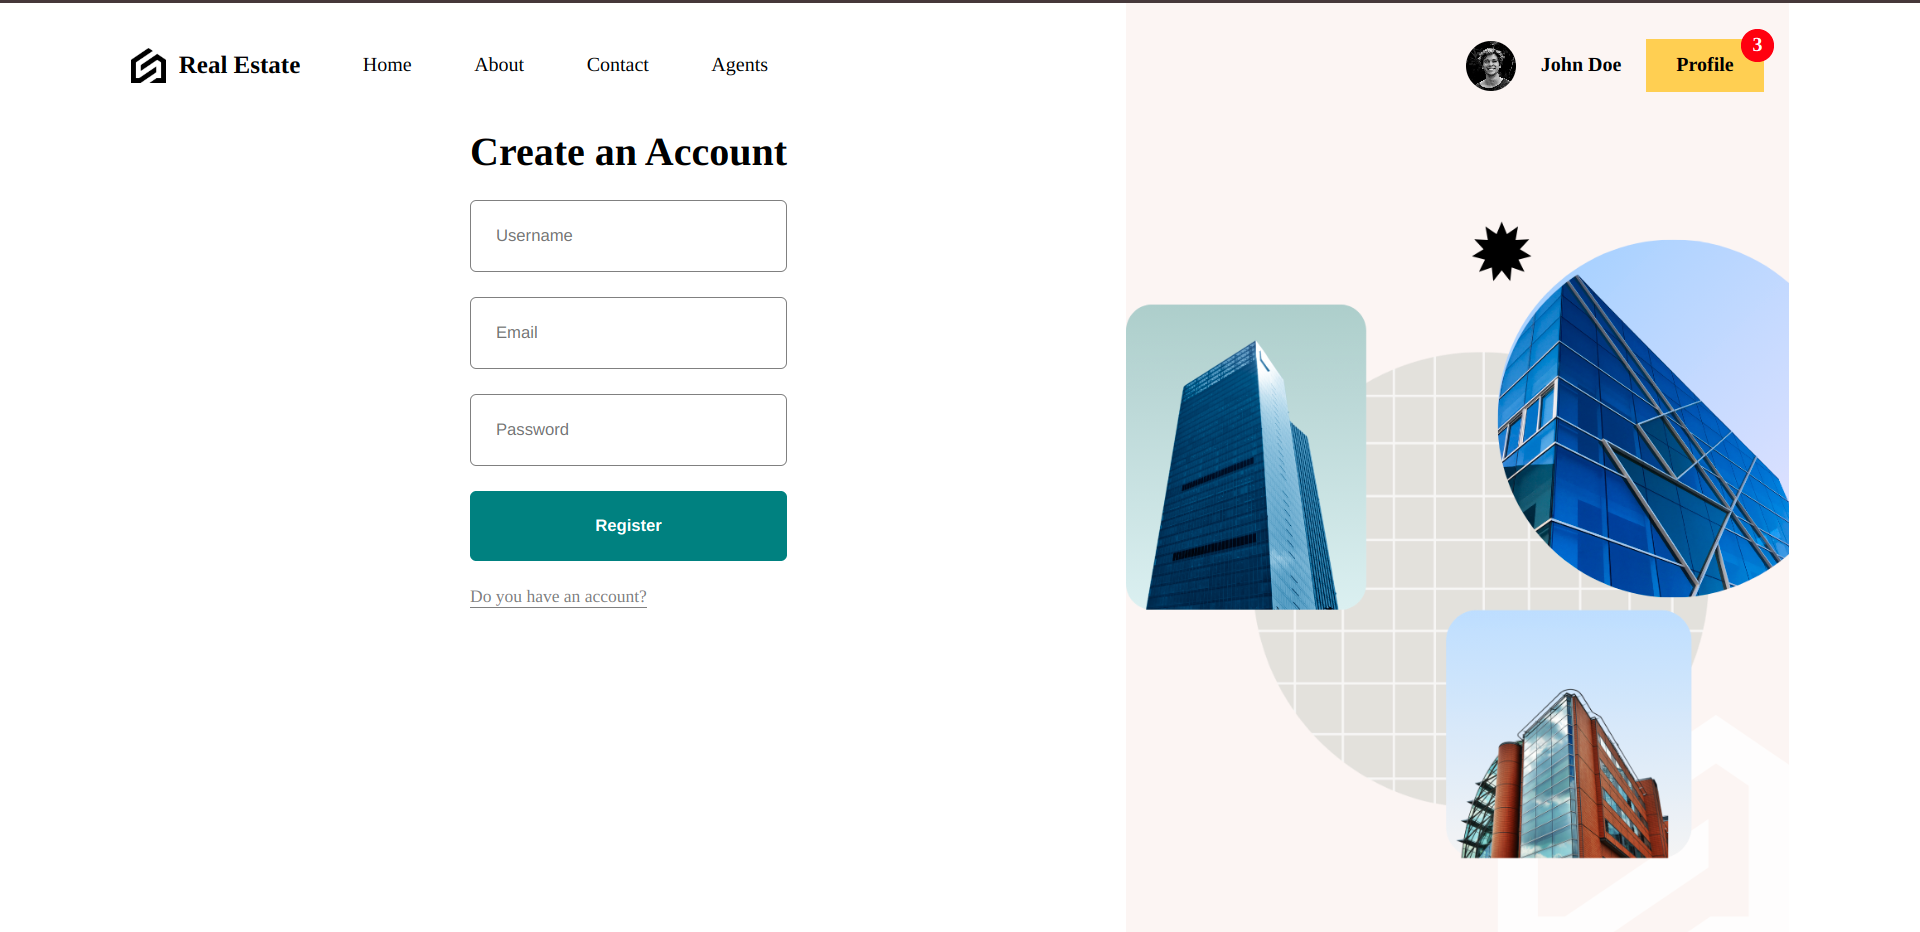 Real Estate
Home
About
Contact
Agents
John Doe
Profile
3
Create an Account
Username
Email
Password
Register
Do you have an account?